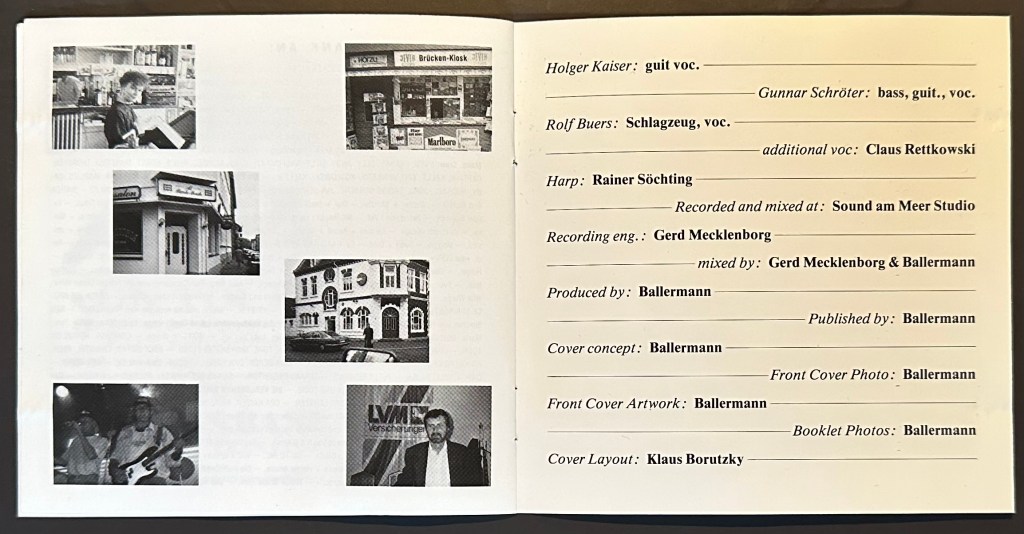 HÖRZU
Brücken-Kiosk
Marlboro
LVM
Versicherungen
Holger Kaiser: guit voc.
Gunnar Schröter: bass, guit., voc.
Rolf Buers: Schlagzeug, voc.
additional voc: Claus Rettkowski
Harp: Rainer Söchting
Recorded and mixed at: Sound am Meer Studio
Recording eng.: Gerd Mecklenborg
mixed by: Gerd Mecklenborg & Ballermann
Produced by: Ballermann
Published by: Ballermann
Cover concept: Ballermann
Front Cover Photo: Ballermann
Front Cover Artwork: Ballermann
Booklet Photos: Ballermann
Cover Layout: Klaus Borutzky